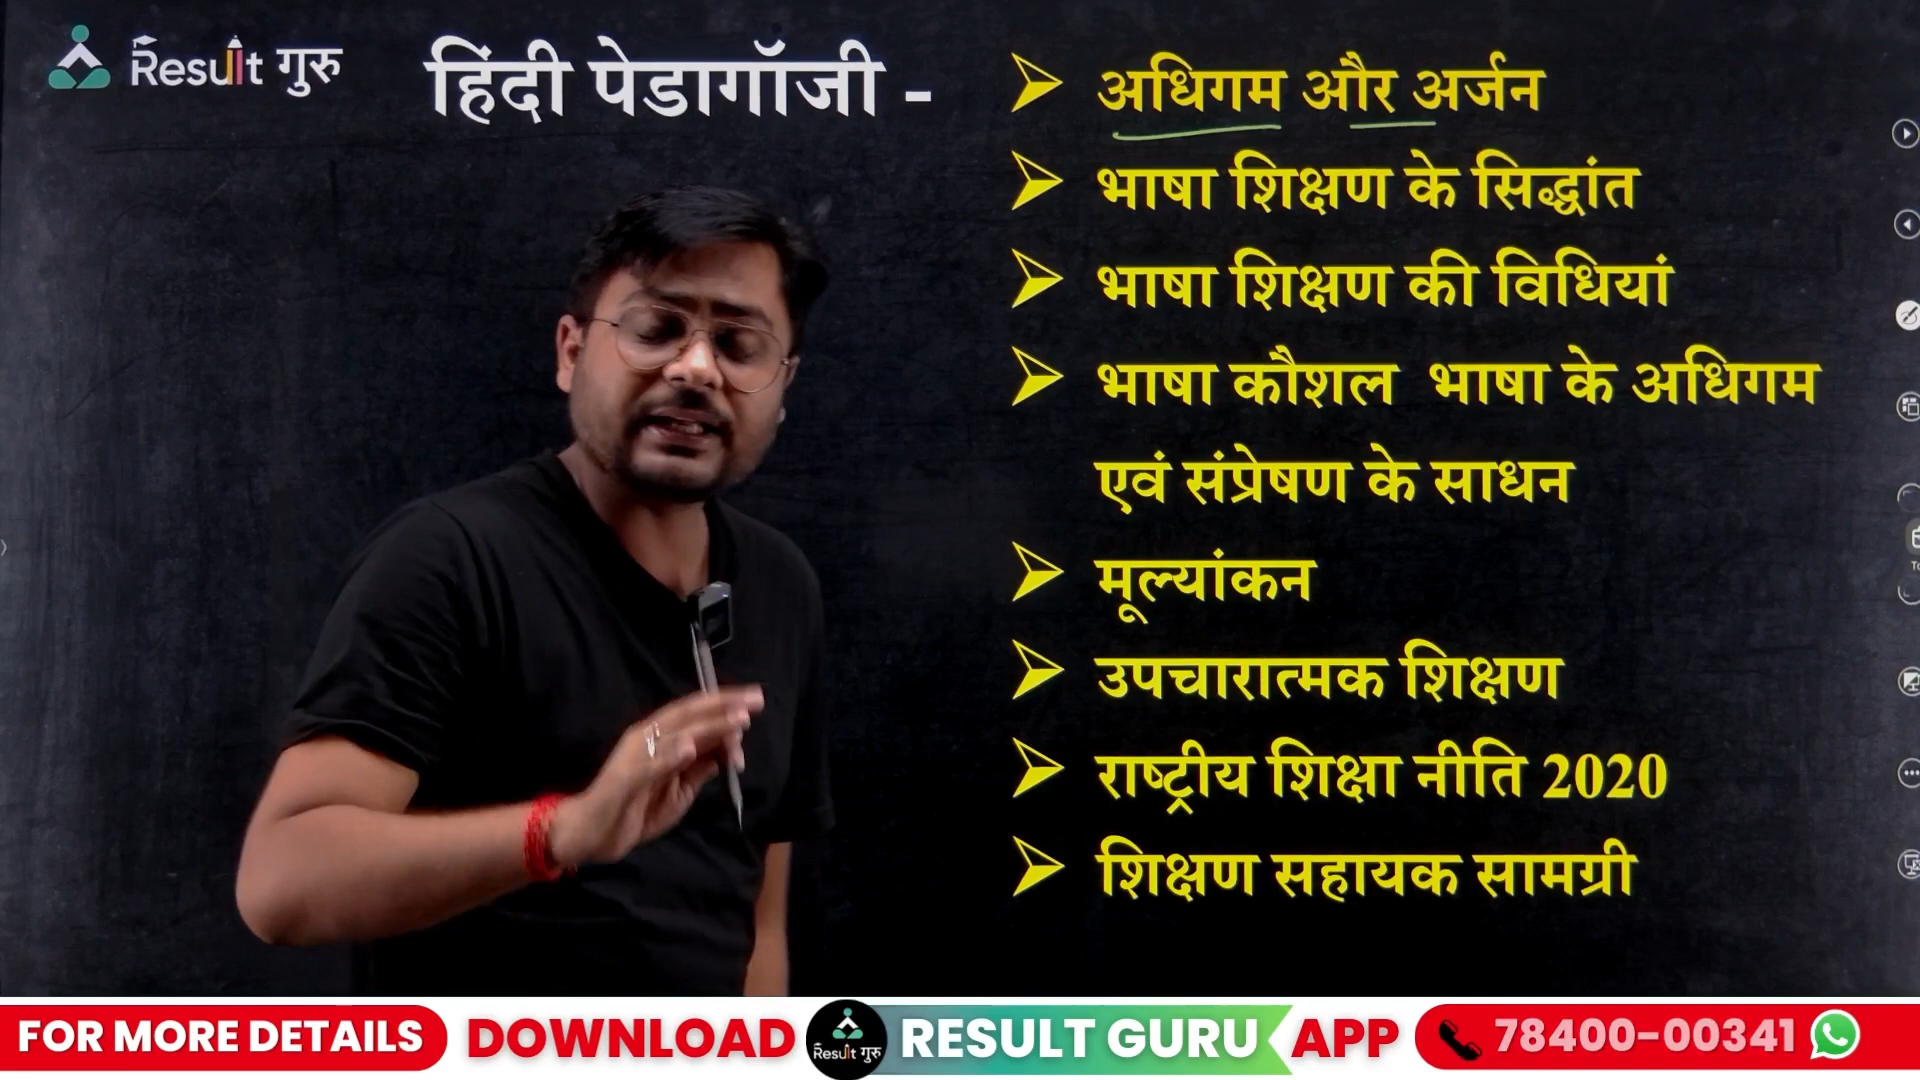 Result गुरु
हिंदी पेडागॉजी -
अधिगम और अर्जन
भाषा शिक्षण के सिद्धांत
भाषा शिक्षण की विधियां
भाषा कौशल भाषा के अधिगम
एवं संप्रेषण के साधन
मूल्यांकन
उपचारात्मक शिक्षण
राष्ट्रीय शिक्षा नीति 2020
शिक्षण सहायक सामग्री
FOR MORE DETAILS DOWNLOAD Result गुरु RESULT GURU APP 78400-00341